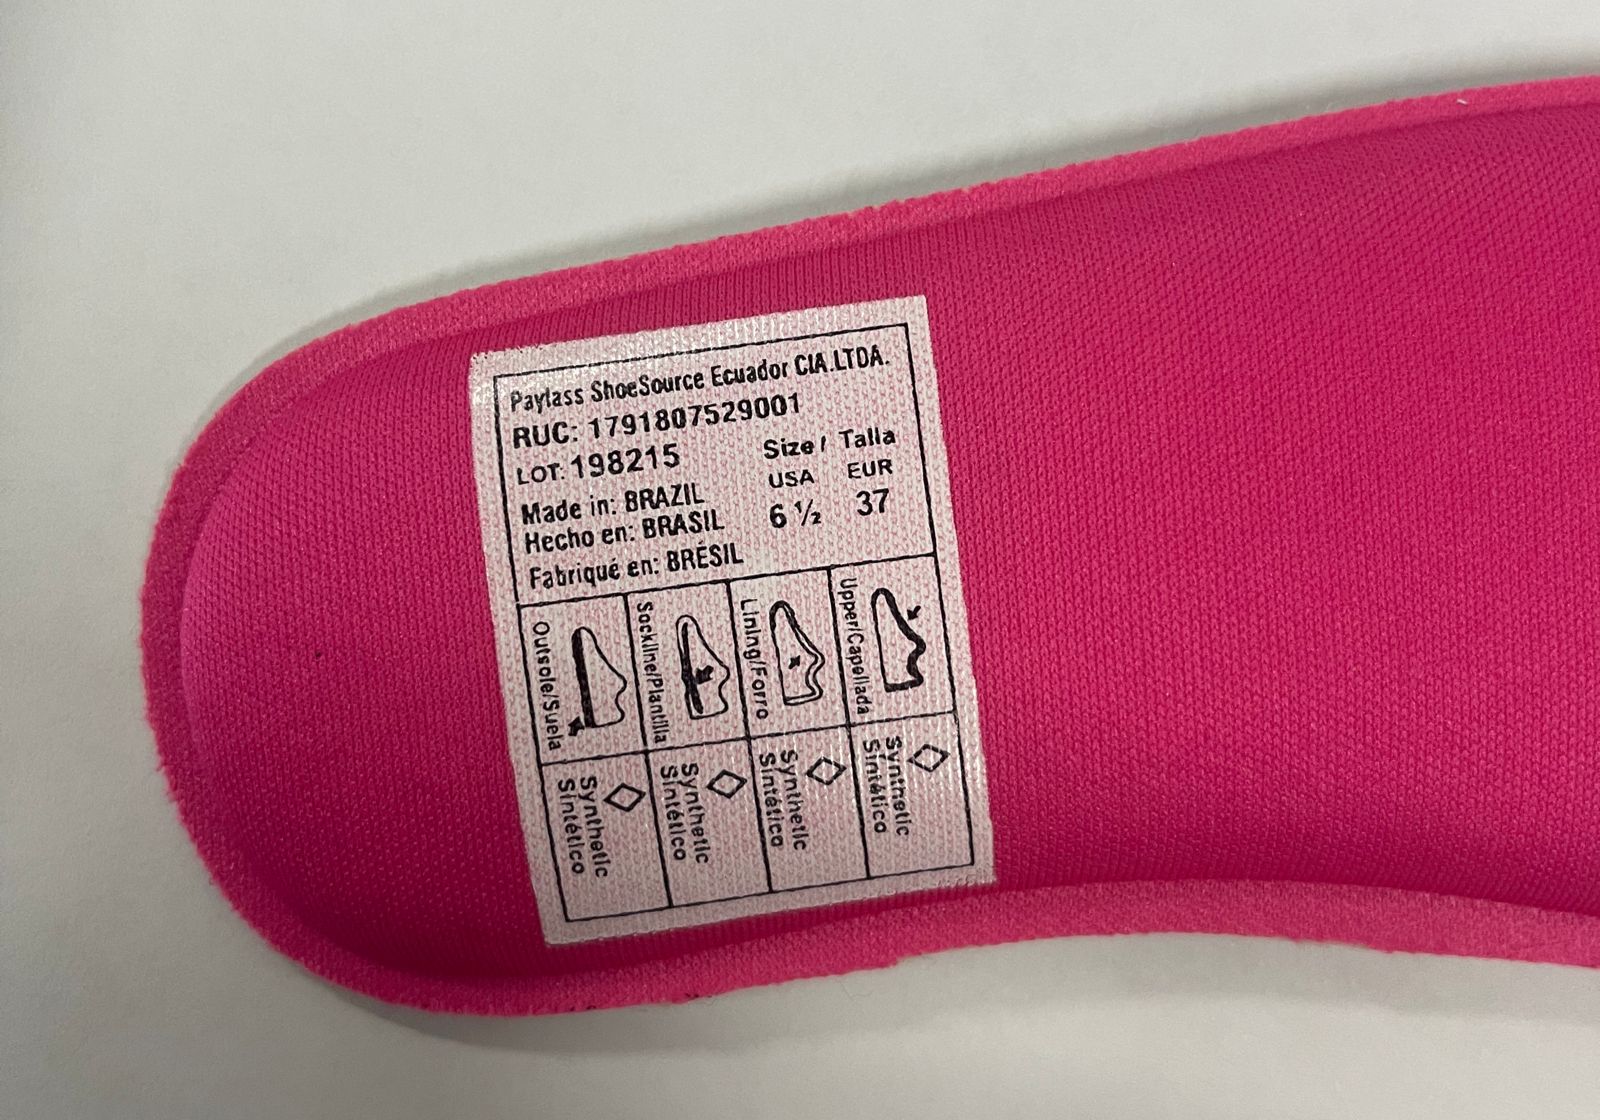 Paylass ShoeSource Ecuador CIA.LTDA.
RUC: 1791807529001
LOT: 198215
Size / Talla
USA EUR
6 ½ 37
Made in: BRAZIL
Hecho en: BRASIL
Fabriqué en: BRÉSIL
Upper/Capellada
Synthetic
Sintético
Lining/Forro
Synthetic
Sintético
Sockline/Plantilla
Synthetic
Sintético
Outsole/Suela
Synthetic
Sintético